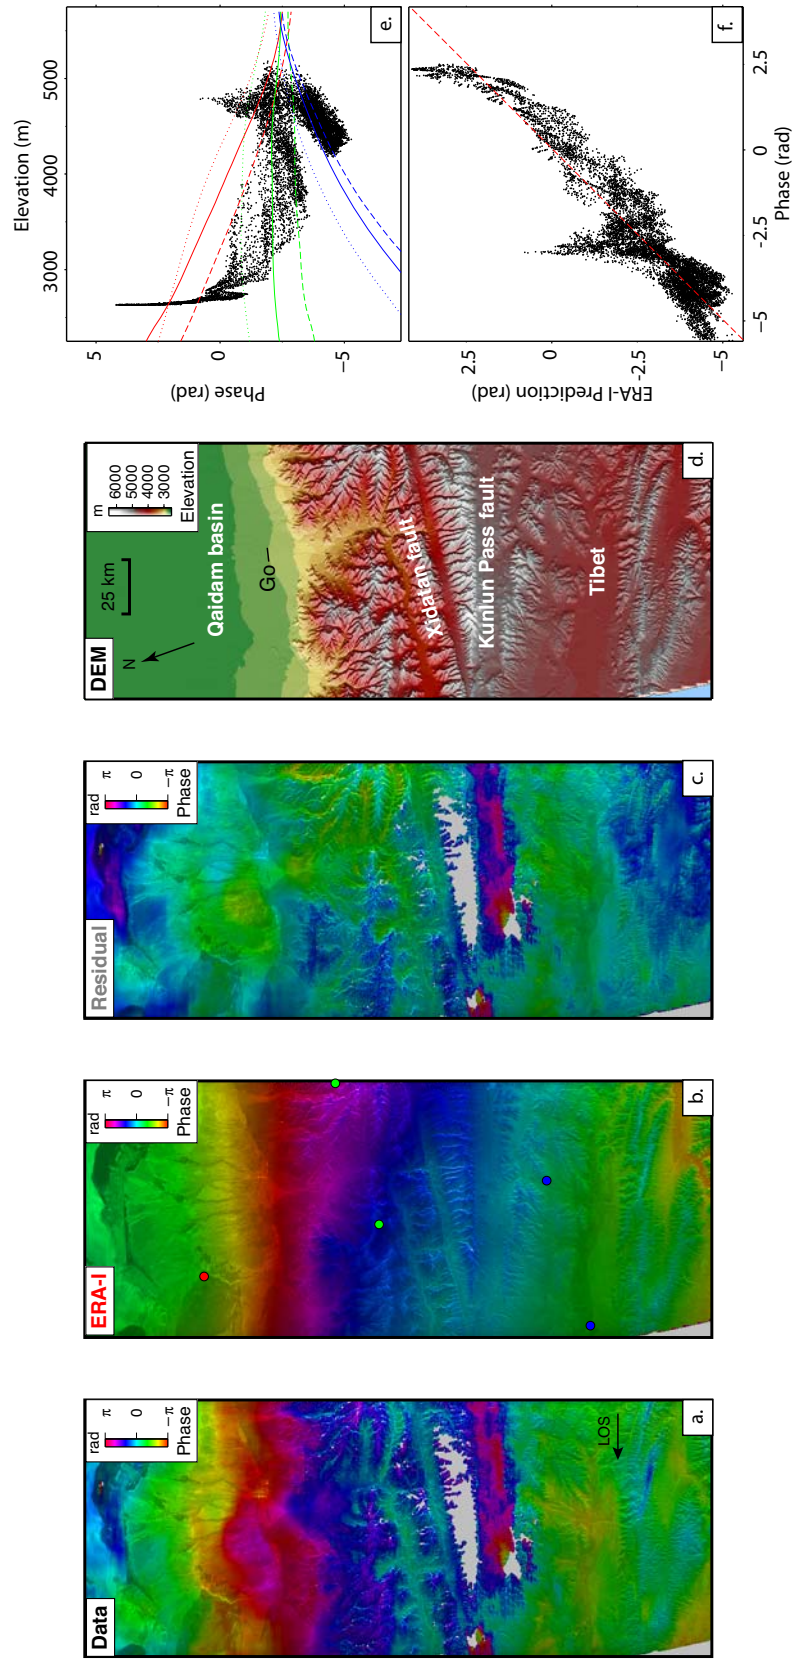 Data
rad
π
0
−π
Phase
LOS
a.
ERA-I
rad
π
0
−π
Phase
b.
Residual
rad
π
0
−π
Phase
c.
DEM
N
25 km
m
6000
5000
4000
3000
Elevation
Qaidam basin
Go
Xidatan fault
Kunlun Pass fault
Tibet
d.
Elevation (m)
3000
4000
5000
5
0
−5
Phase (rad)
e.
2.5
0
−2.5
−5
ERA-I Prediction (rad)
−5
−2.5
0
2.5
Phase (rad)
f.